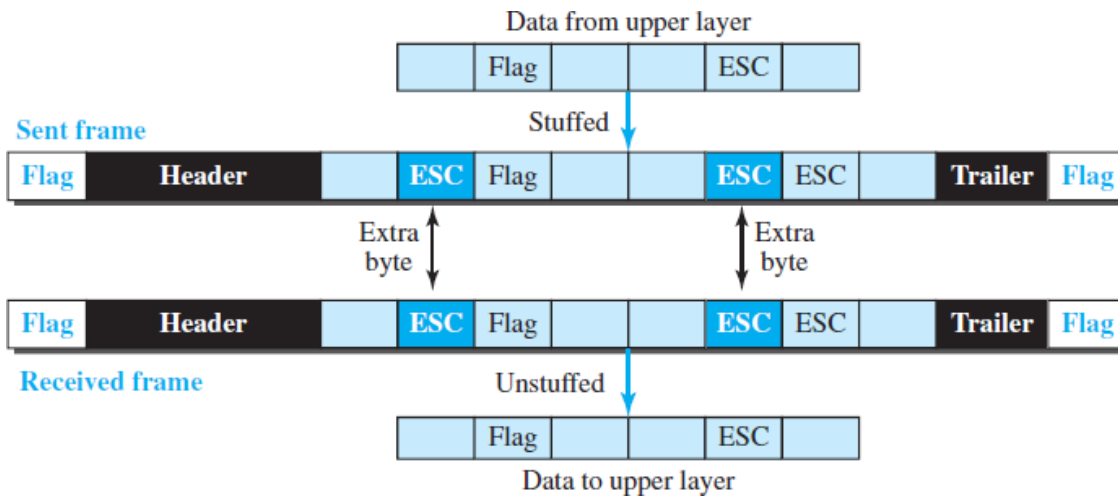 Data from upper layer
Flag ESC
Stuffed
Sent frame
Flag Header ESC Flag ESC ESC Trailer Flag
Extra byte
Extra byte
Flag Header ESC Flag ESC ESC Trailer Flag
Received frame
Unstuffed
Flag ESC
Data to upper layer